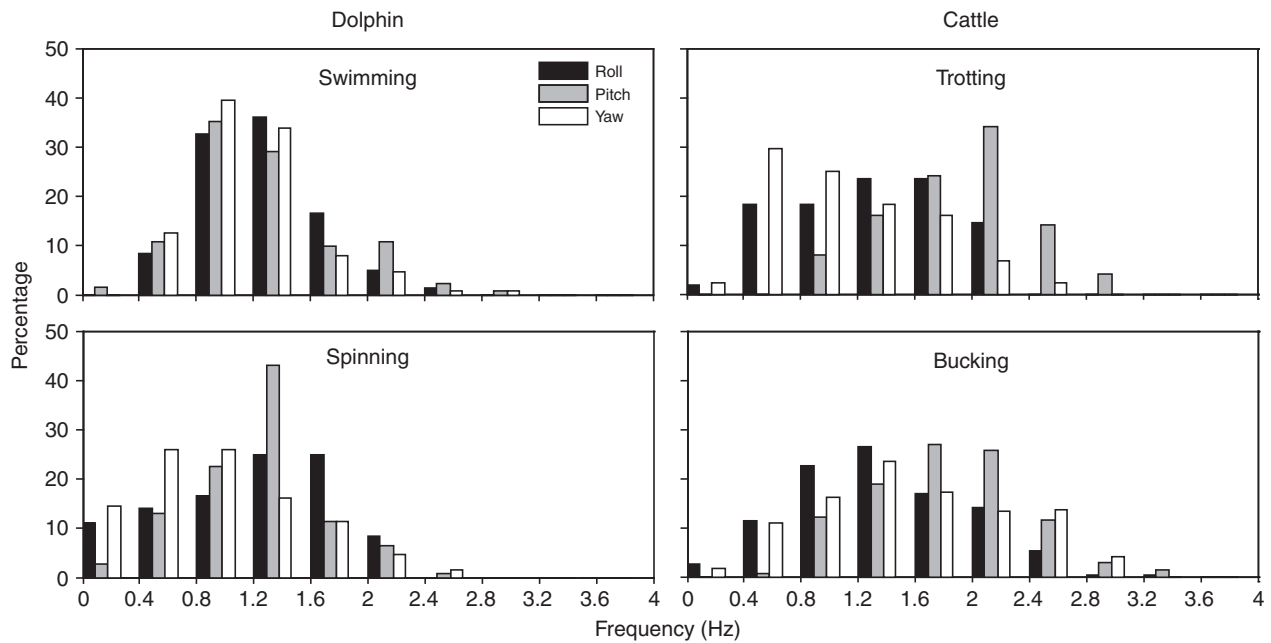 Dolphin
Cattle
50
40
30
20
10
0
Swimming
Roll
Pitch
Yaw
Trotting
Percentage
50
40
30
20
10
0
Spinning
Bucking
0 0.4 0.8 1.2 1.6 2 2.4 2.8 3.2 3.6 4
0 0.4 0.8 1.2 1.6 2 2.4 2.8 3.2 3.6 4
Frequency (Hz)